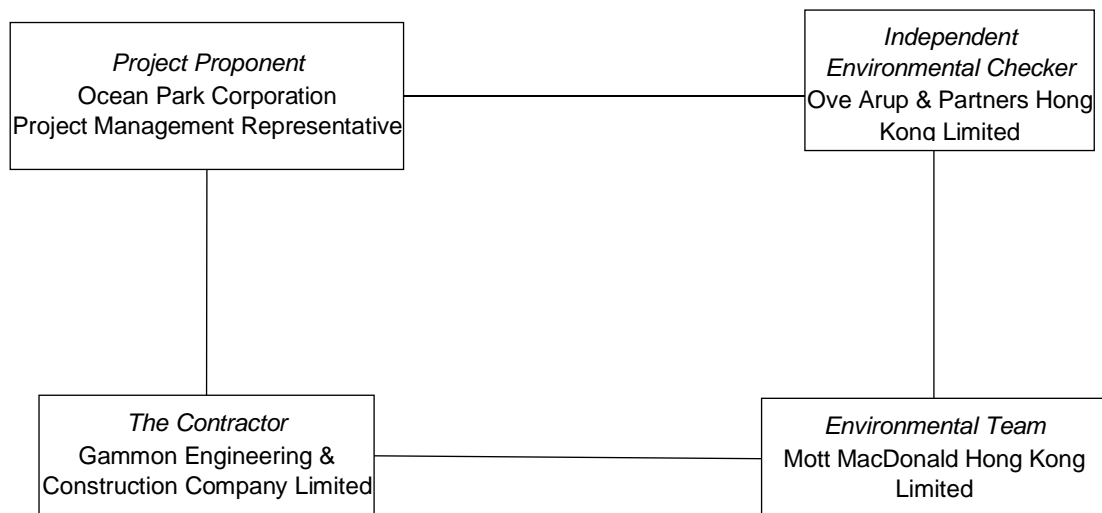 Project Proponent
Ocean Park Corporation
Project Management Representative
Independent
Environmental Checker
Ove Arup & Partners Hong
Kong Limited
The Contractor
Gammon Engineering &
Construction Company Limited
Environmental Team
Mott MacDonald Hong Kong
Limited